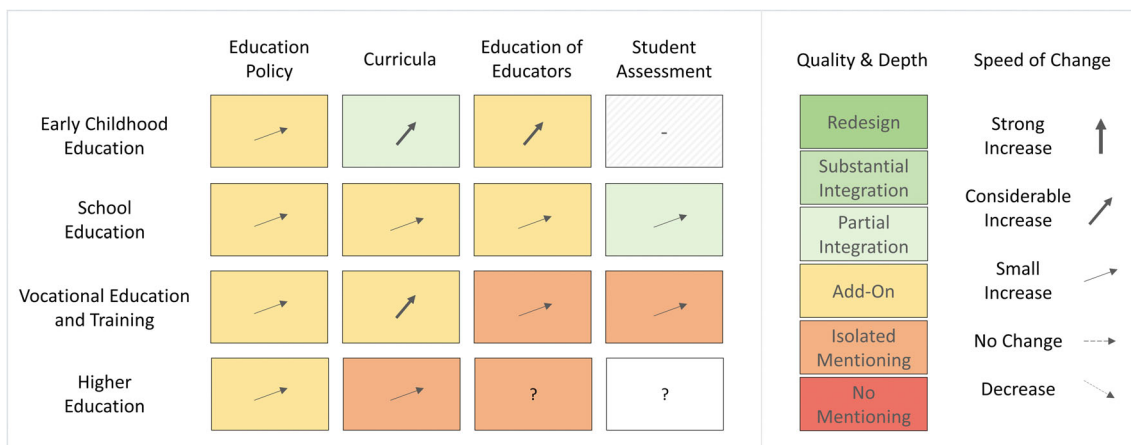 Education
Policy
Curricula
Education of
Educators
Student
Assessment
Early Childhood
Education
-
School
Education
Vocational Education
and Training
Higher
Education
?
?
Quality & Depth
Redesign
Substantial
Integration
Partial
Integration
Add-On
Isolated
Mentioning
No
Mentioning
Speed of Change
Strong
Increase
Considerable
Increase
Small
Increase
No Change
Decrease